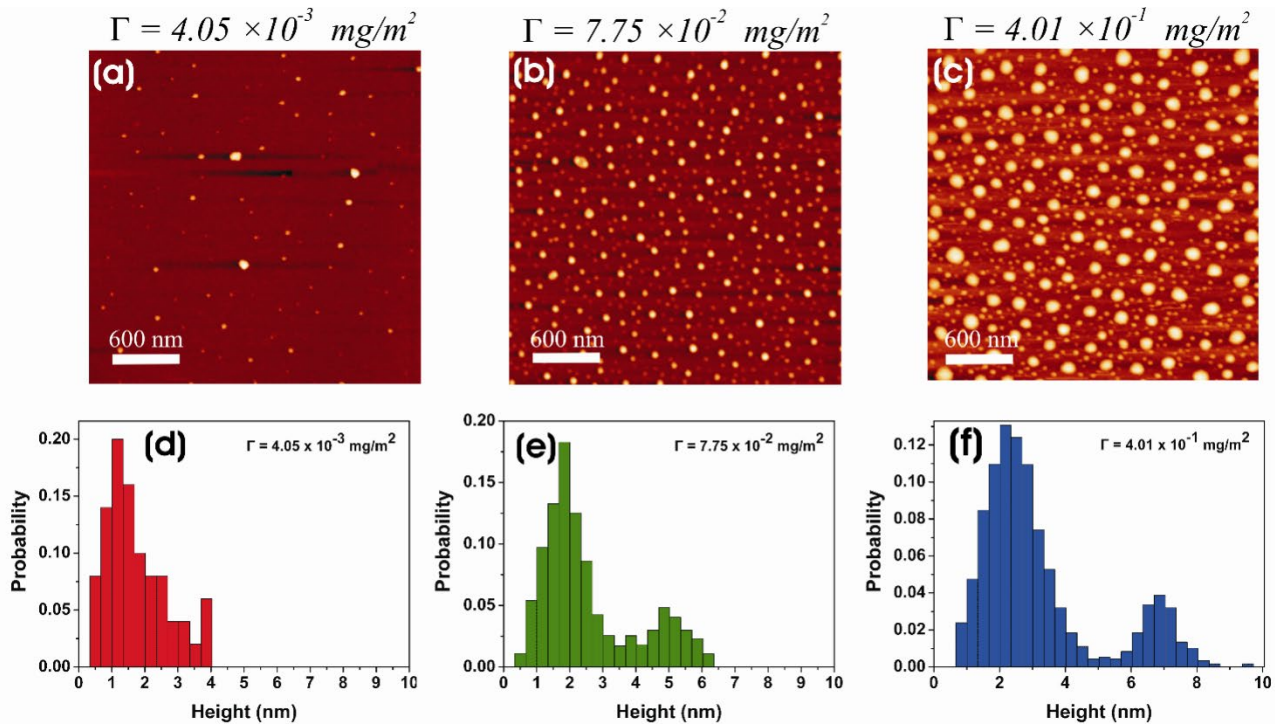 Γ = 4.05 ×10⁻³ mg/m²
Γ = 7.75 ×10⁻² mg/m²
Γ = 4.01 ×10⁻¹ mg/m²
(a)
(b)
(c)
600 nm
600 nm
600 nm
(d)
Γ = 4.05 x 10⁻³ mg/m²
0.20
0.15
0.10
0.05
0.00
Probability
0 1 2 3 4 5 6 7 8 9 10
Height (nm)
(e)
Γ = 7.75 x 10⁻² mg/m²
0.20
0.15
0.10
0.05
0.00
Probability
0 1 2 3 4 5 6 7 8 9 10
Height (nm)
(f)
Γ = 4.01 x 10⁻¹ mg/m²
0.12
0.10
0.08
0.06
0.04
0.02
0.00
Probability
0 2 4 6 8 10
Height (nm)